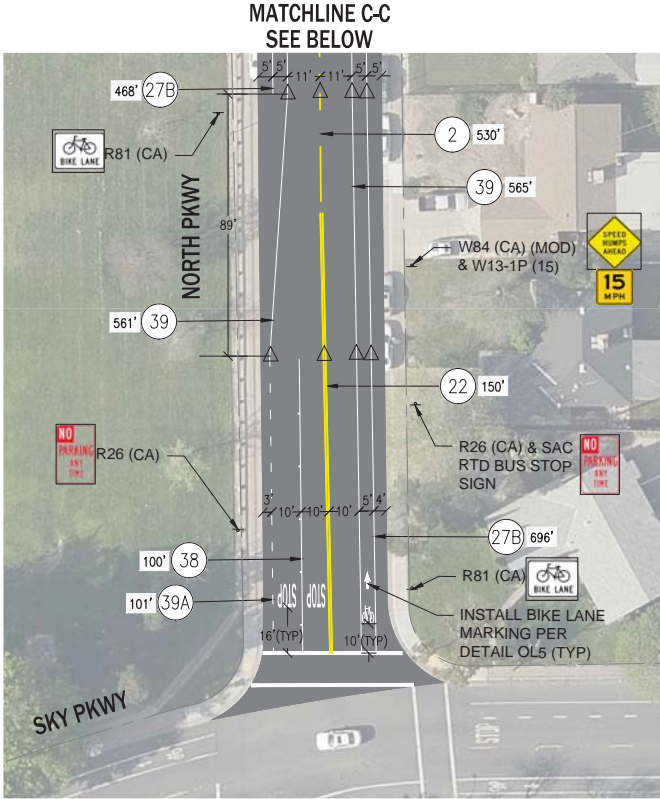 MATCHLINE C-C
SEE BELOW
5' 5' 11' 11' 5' 5'
468' 27B
2 530'
BIKE LANE
R81 (CA)
39 565'
NORTH PKWY
89'
SPEED
HUMPS
AHEAD
W84 (CA) (MOD)
& W13-1P (15)
15
MPH
561' 39
22 150'
NO
PARKING
ANY
TIME
R26 (CA)
R26 (CA) & SAC
RTD BUS STOP
SIGN
NO
PARKING
ANY
TIME
3' 10' 10' 10' 5' 4'
27B 696'
100' 38
R81 (CA)
BIKE LANE
101' 39A
STOP STOP
INSTALL BIKE LANE
MARKING PER
DETAIL OL5 (TYP)
16'(TYP)
10'(TYP)
SKY PKWY
STOP